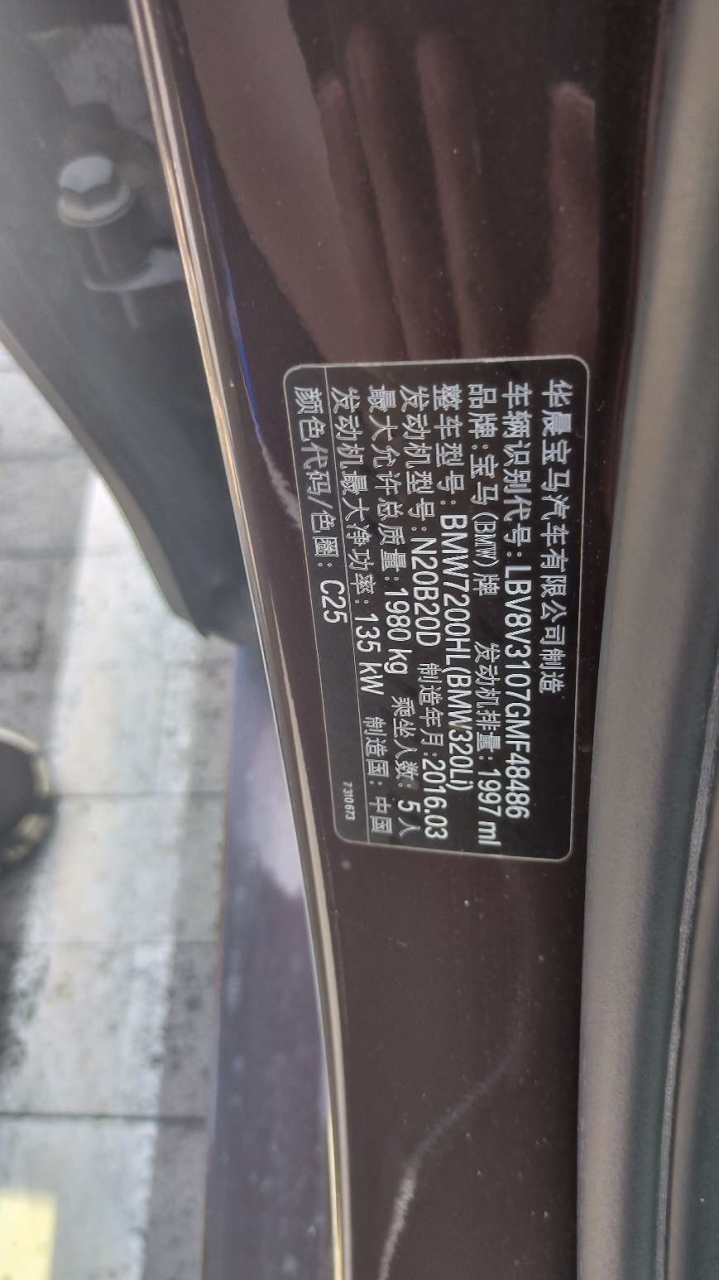 华晨宝马汽车有限公司制造
车辆识别代号: LBV8V3107GMF48486
品牌: 宝马(BMW)牌 发动机排量: 1997 ml
整车型号: BMW7200HL(BMW320Li)
发动机型号: N20B20D 制造年月: 2016.03
最大允许总质量: 1980 kg 乘坐人数: 5 人
发动机最大净功率: 135 kW 制造国: 中国
颜色代码/色圖: C25
7 310 673